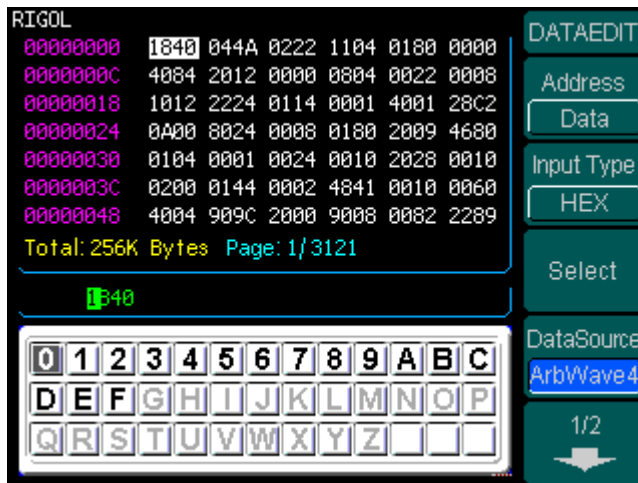 RIGOL
00000000 1840 044A 0222 1104 0180 0000
0000000C 4084 2012 0000 0804 0022 0008
00000018 1012 2224 0114 0001 4001 28C2
00000024 0A00 8024 0008 0180 2009 4680
00000030 0104 0001 0024 0010 2028 0010
0000003C 0200 0144 0002 4841 0010 0060
00000048 4004 909C 2000 9008 0082 2289
Total: 256K Bytes Page: 1/3121
1840
0 1 2 3 4 5 6 7 8 9 A B C
D E F G H I J K L M N O P
Q R S T U V W X Y Z
DATAEDIT
Address
Data
Input Type
HEX
Select
DataSource
ArbWave4
1/2